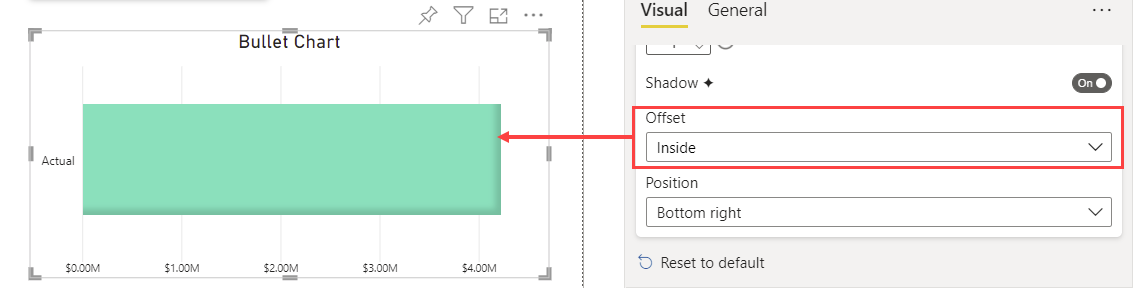 Bullet Chart
Actual
$0.00M $1.00M $2.00M $3.00M $4.00M
Visual General
Shadow
On
Offset
Inside
Position
Bottom right
Reset to default